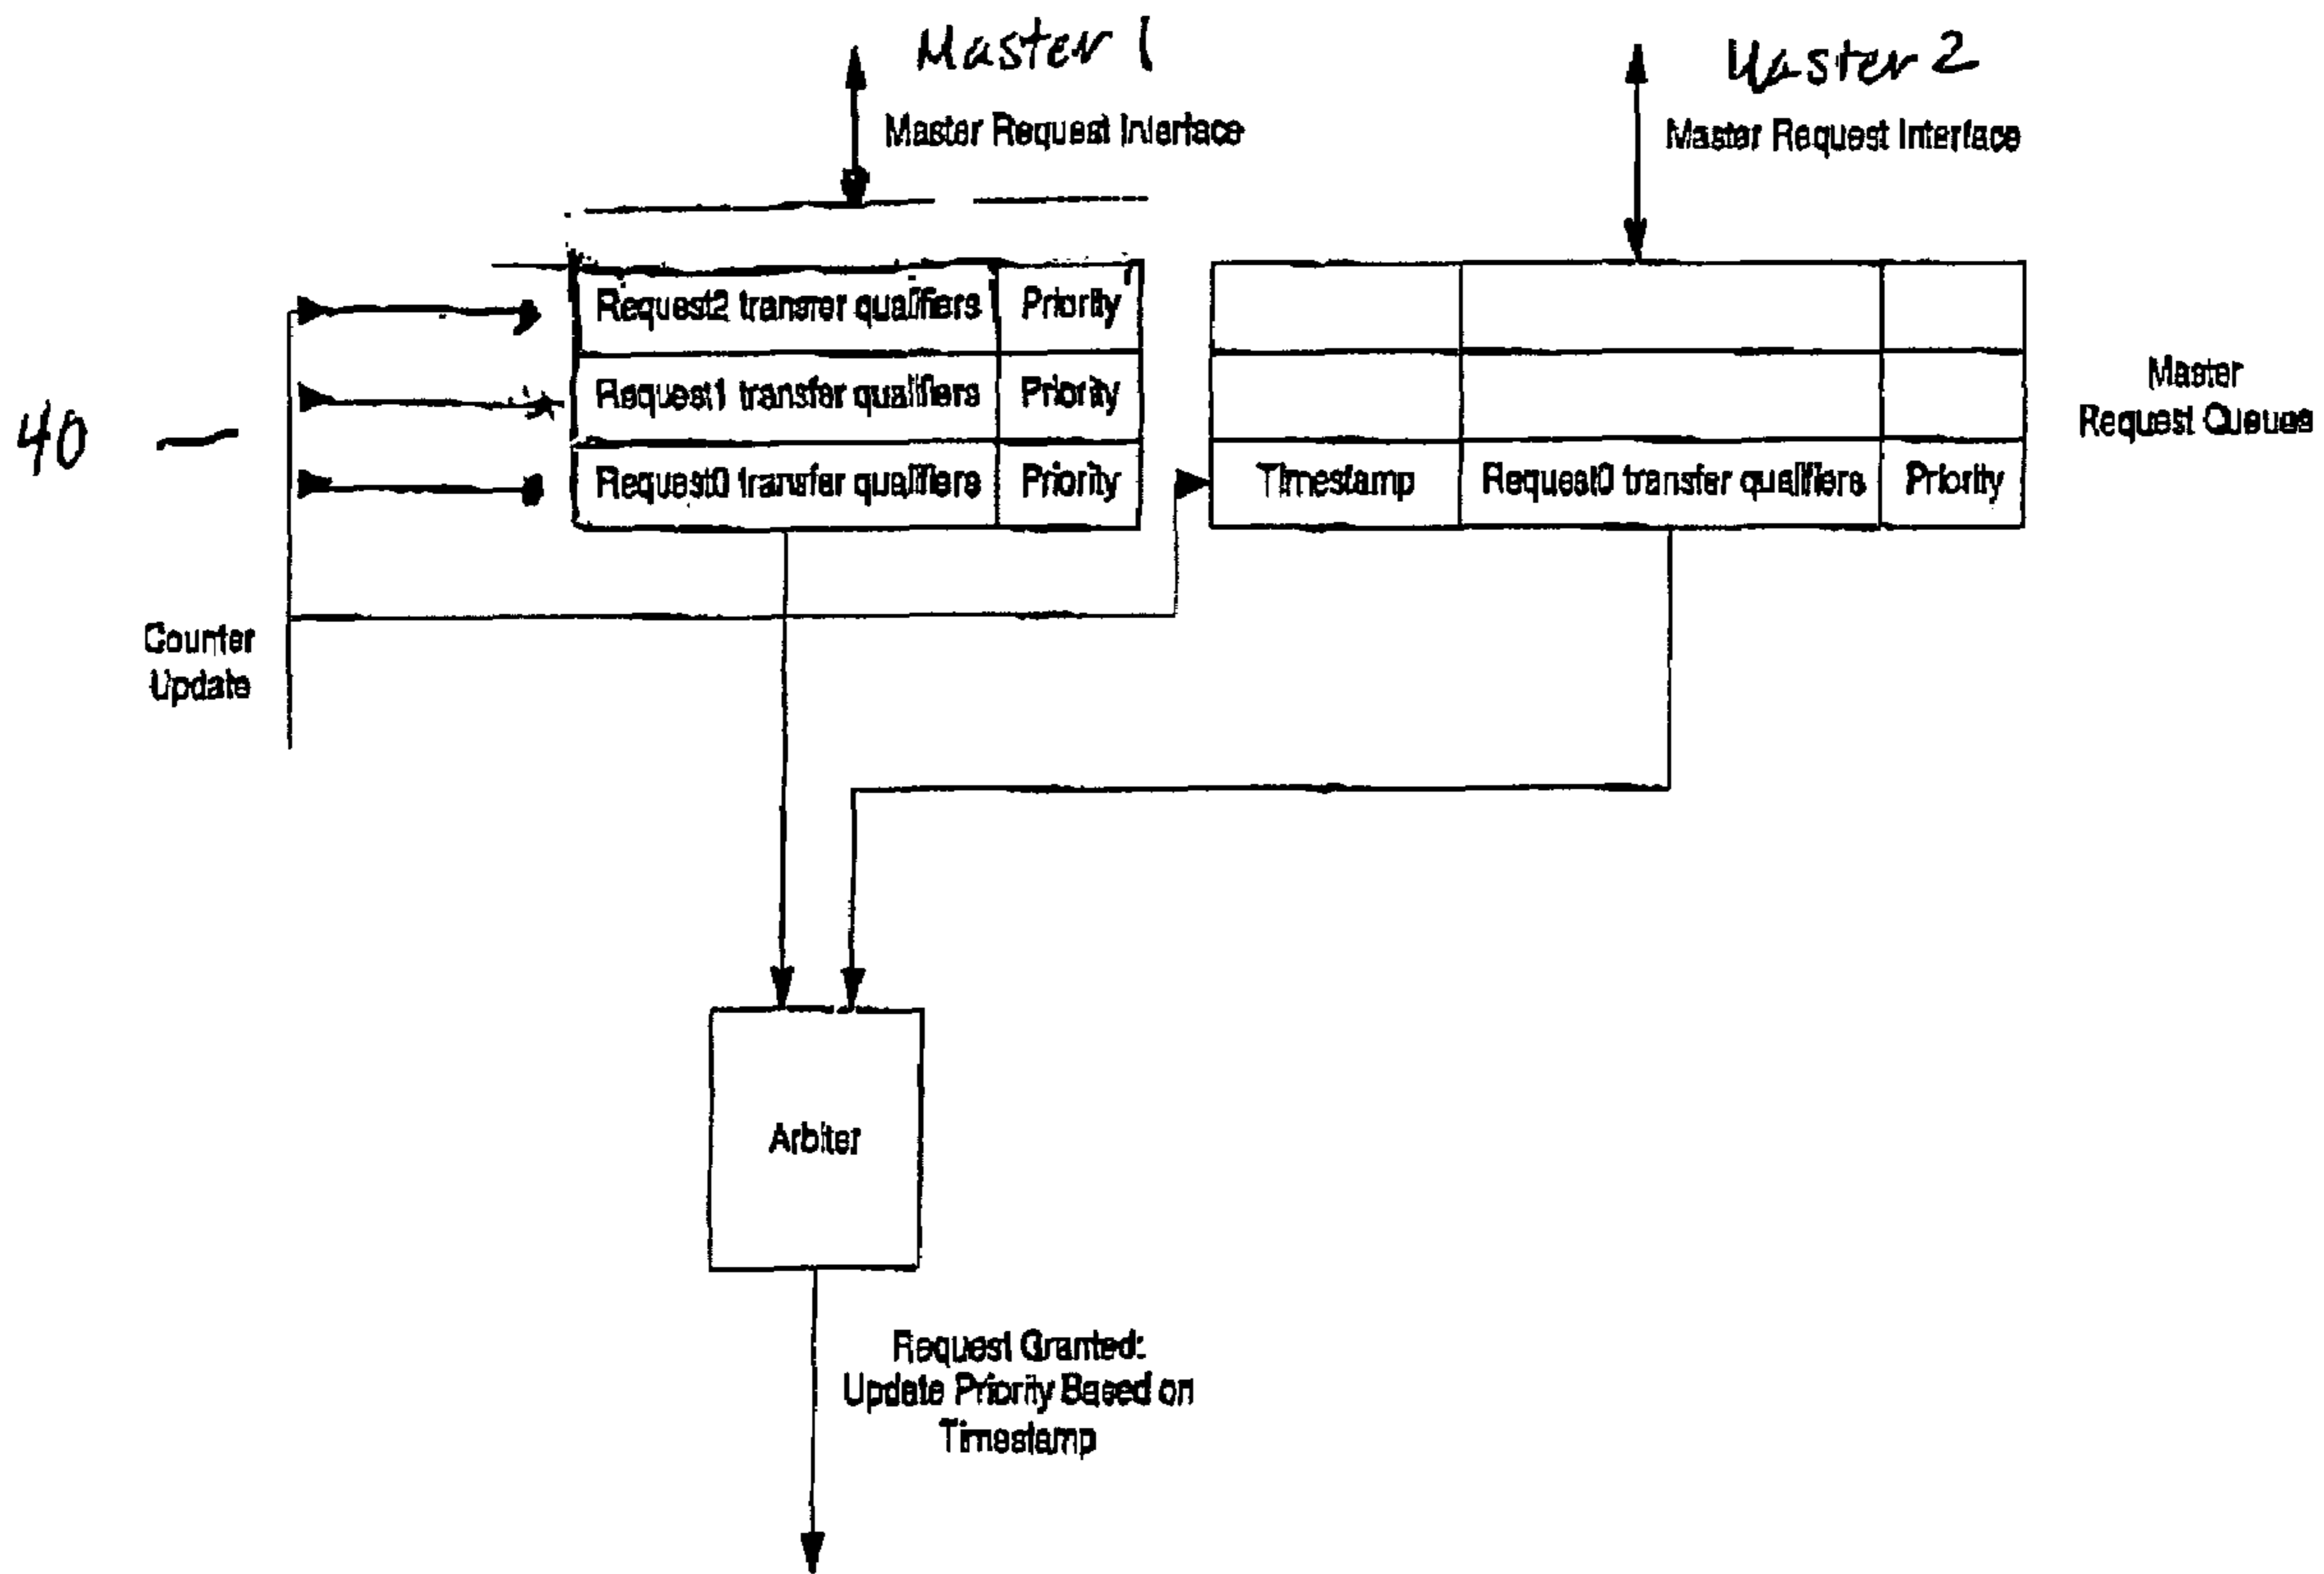 Master 1
Master Request Interface
Master 2
Master Request Interface
Request2 transfer qualifiers Priority
Request1 transfer qualifiers Priority
Request0 transfer qualifiers Priority
Timestamp Request0 transfer qualifiers Priority
Master
Request Queues
40
Counter
Update
Arbiter
Request Granted:
Update Priority Based on
Timestamp